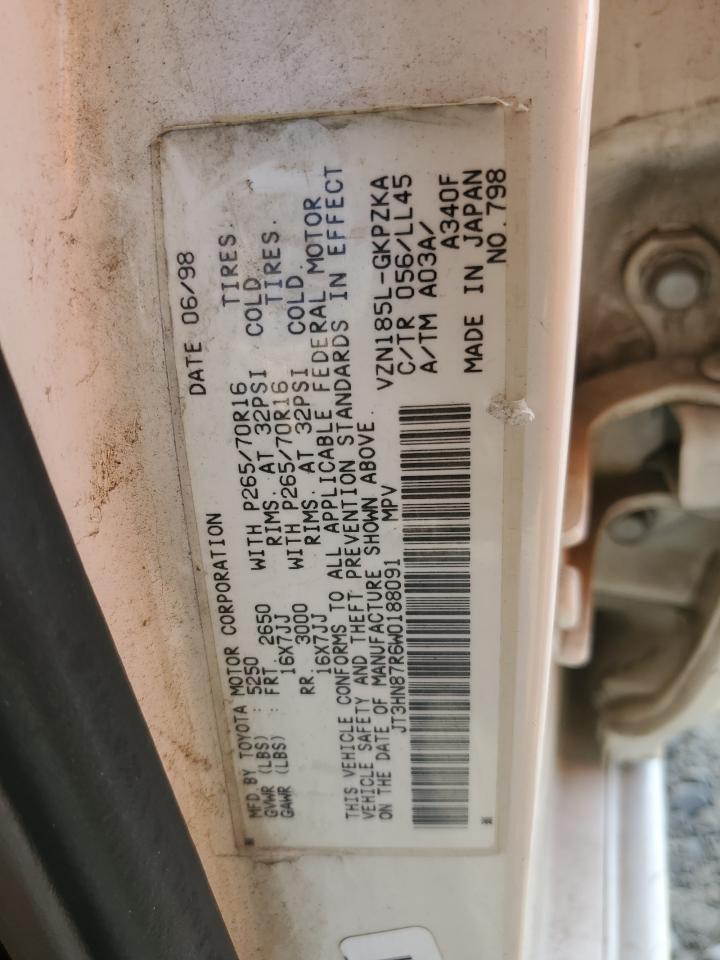 MFD. BY TOYOTA MOTOR CORPORATION DATE 06/98
GVWR (LBS) : 5250
GAWR (LBS) : FRT. 2650 WITH P265/70R16 TIRES.
16X7JJ RIMS. AT 32PSI COLD
RR. 3000 WITH P265/70R16 TIRES.
16X7JJ RIMS. AT 32PSI COLD.
THIS VEHICLE CONFORMS TO ALL APPLICABLE FEDERAL MOTOR
VEHICLE SAFETY AND THEFT PREVENTION STANDARDS IN EFFECT
ON THE DATE OF MANUFACTURE SHOWN ABOVE.
JT3HN87R6W0188091 MPV
VZN185L-GKPZKA
C/TR 056/LL45
A/TM A03A/
A340F
MADE IN JAPAN
NO.798